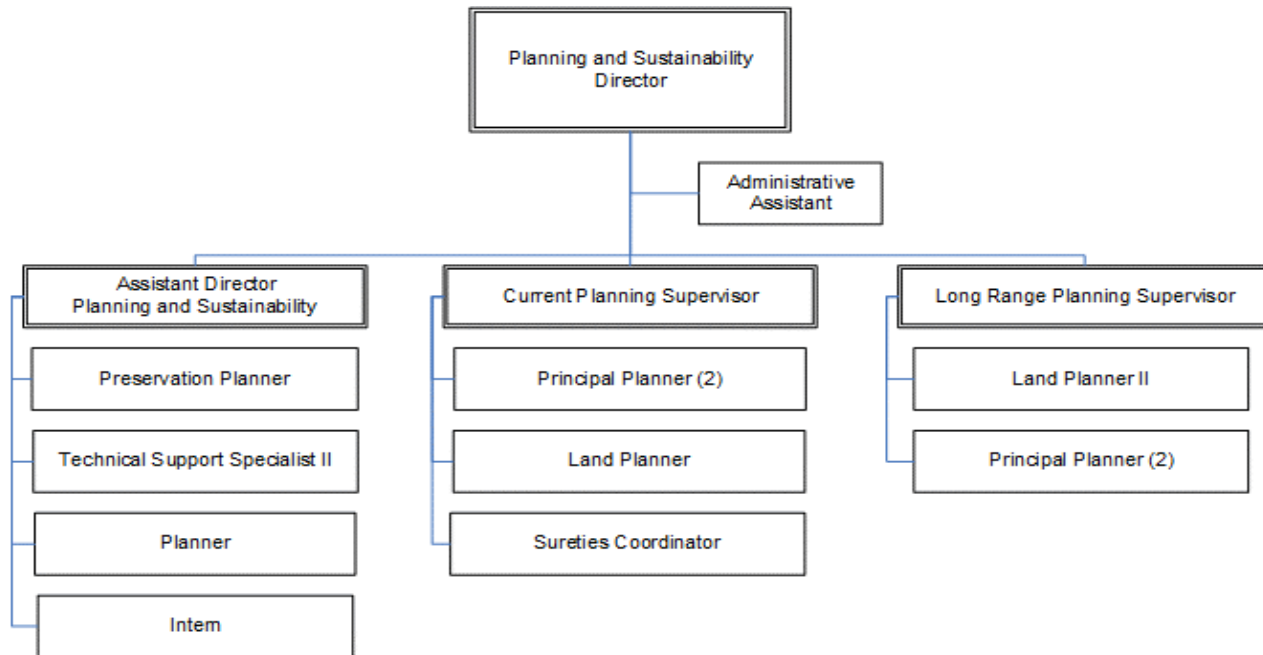 Planning and Sustainability
Director
Administrative
Assistant
Assistant Director
Planning and Sustainability
Current Planning Supervisor
Long Range Planning Supervisor
Preservation Planner
Principal Planner (2)
Land Planner II
Technical Support Specialist II
Land Planner
Principal Planner (2)
Planner
Sureties Coordinator
Intern